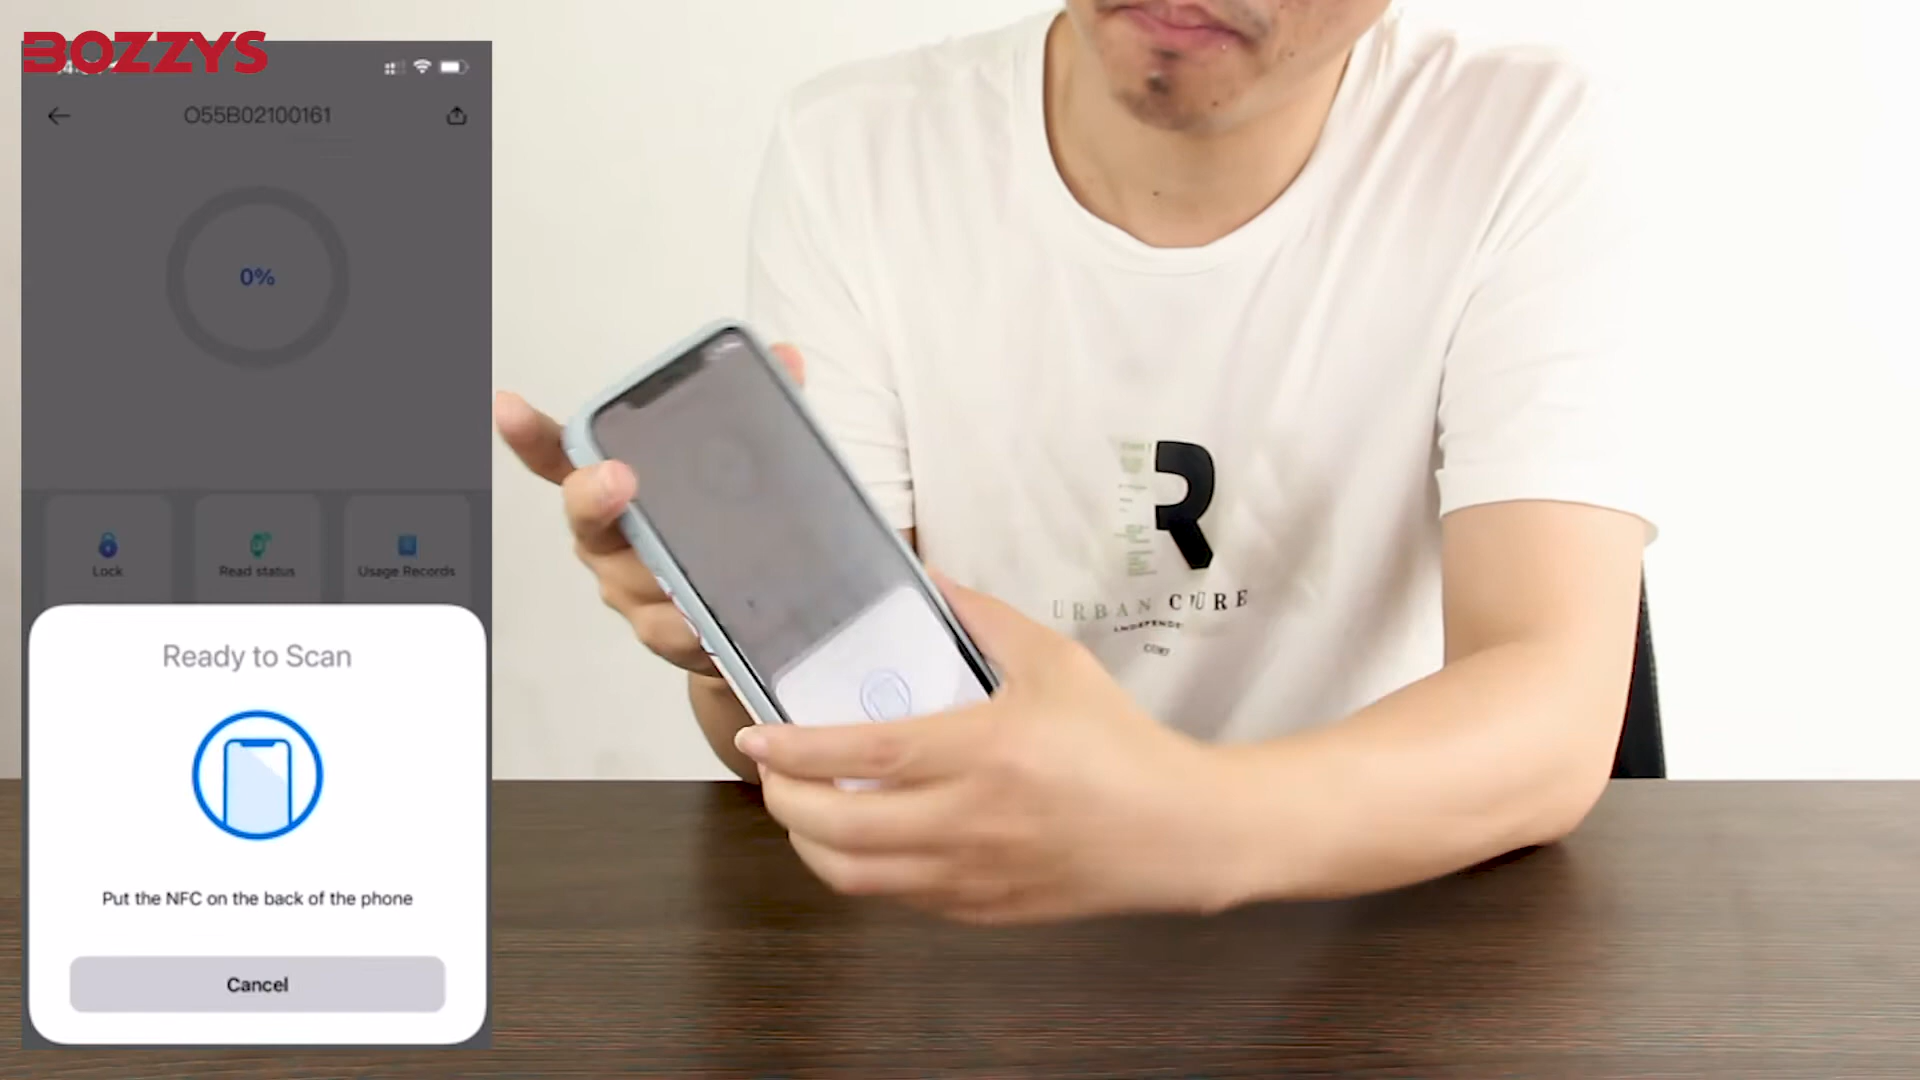 BOZZYS
O55B02100161
0%
Lock
Read status
Usage Records
Ready to Scan
Put the NFC on the back of the phone
Cancel
R
URBAN